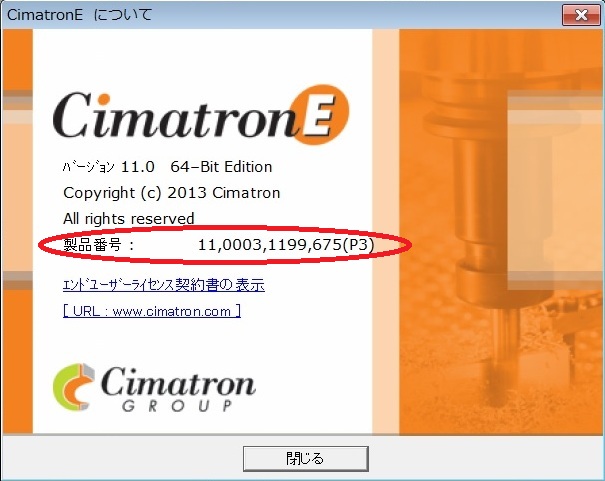 CimatronE について
Cimatron E
ﾊﾞｰｼﾞｮﾝ 11.0 64-Bit Edition
Copyright (c) 2013 Cimatron
All rights reserved
製品番号 : 11,0003,1199,675(P3)
ｴﾝﾄﾞﾕｰｻﾞｰﾗｲｾﾝｽ契約書の表示
[ URL : www.cimatron.com ]
Cimatron
GROUP
閉じる